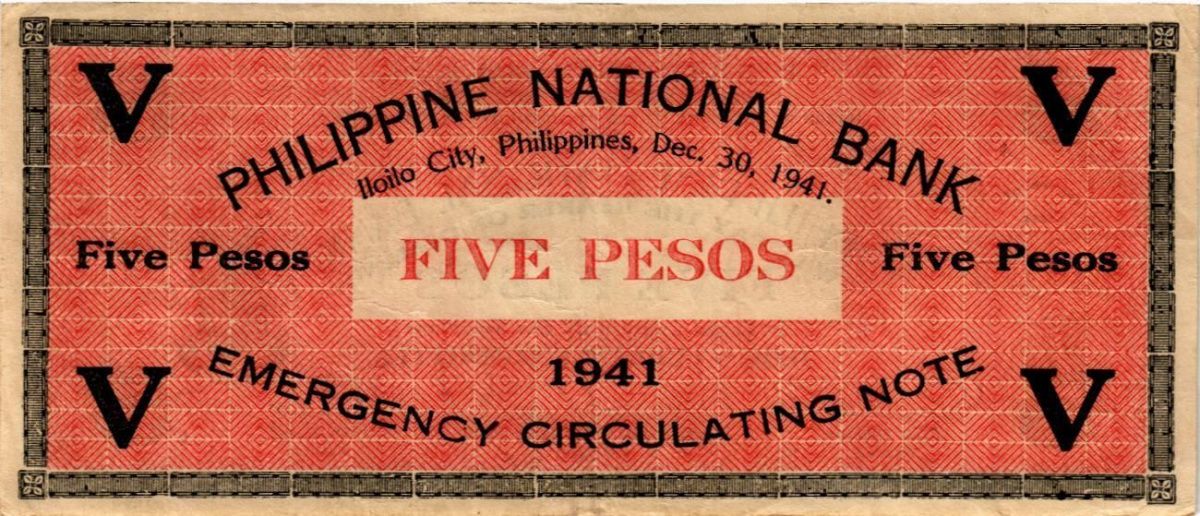 V V
PHILIPPINE NATIONAL BANK
Iloilo City, Philippines, Dec. 30, 1941.
Five Pesos FIVE PESOS Five Pesos
1941
V V
EMERGENCY CIRCULATING NOTE